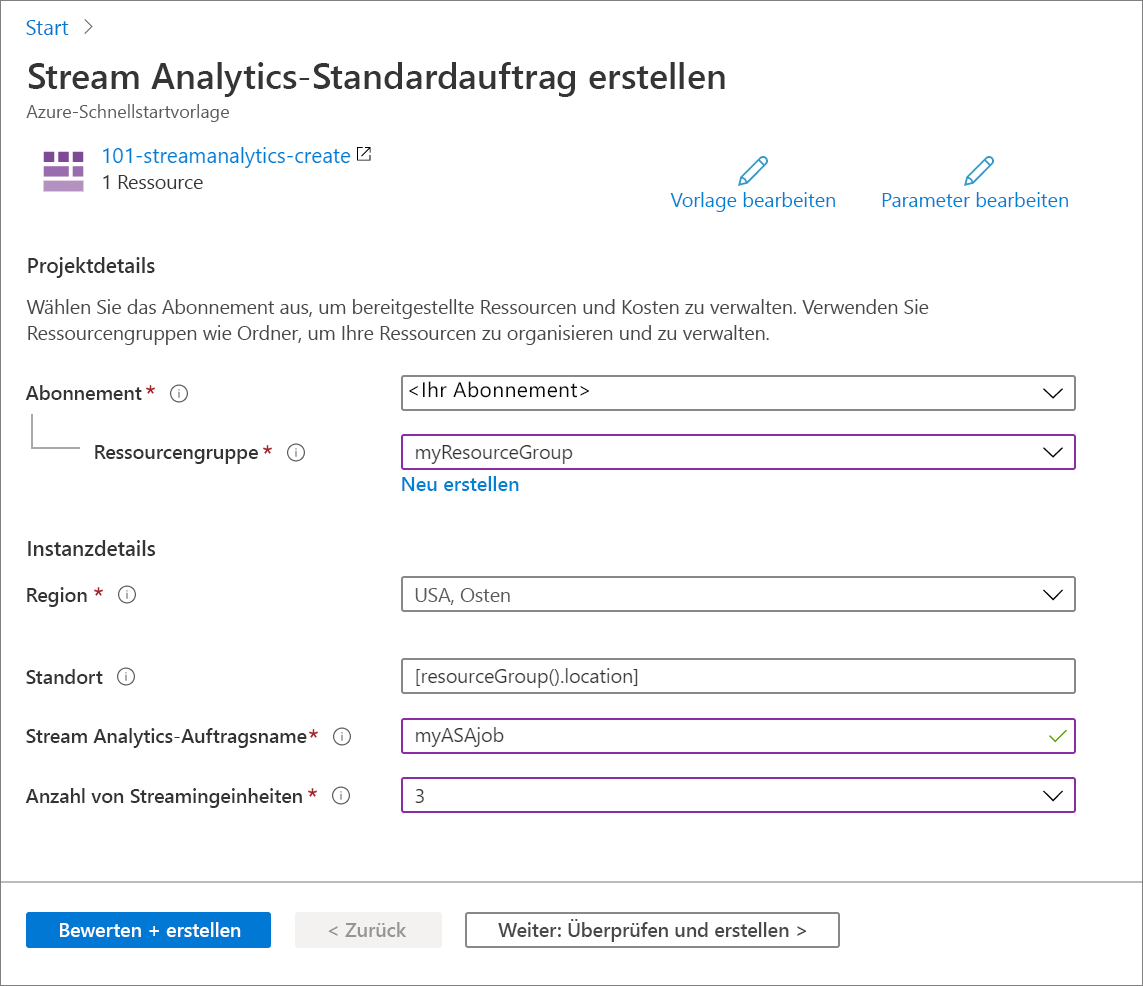 Start >
Stream Analytics-Standardauftrag erstellen
Azure-Schnellstartvorlage
101-streamanalytics-create
1 Ressource
Vorlage bearbeiten
Parameter bearbeiten
Projektdetails
Wählen Sie das Abonnement aus, um bereitgestellte Ressourcen und Kosten zu verwalten. Verwenden Sie
Ressourcengruppen wie Ordner, um Ihre Ressourcen zu organisieren und zu verwalten.
Abonnement * <Ihr Abonnement>
Ressourcengruppe * myResourceGroup
Neu erstellen
Instanzdetails
Region * USA, Osten
Standort [resourceGroup().location]
Stream Analytics-Auftragsname* myASAjob
Anzahl von Streamingeinheiten * 3
Bewerten + erstellen
< Zurück
Weiter: Überprüfen und erstellen >